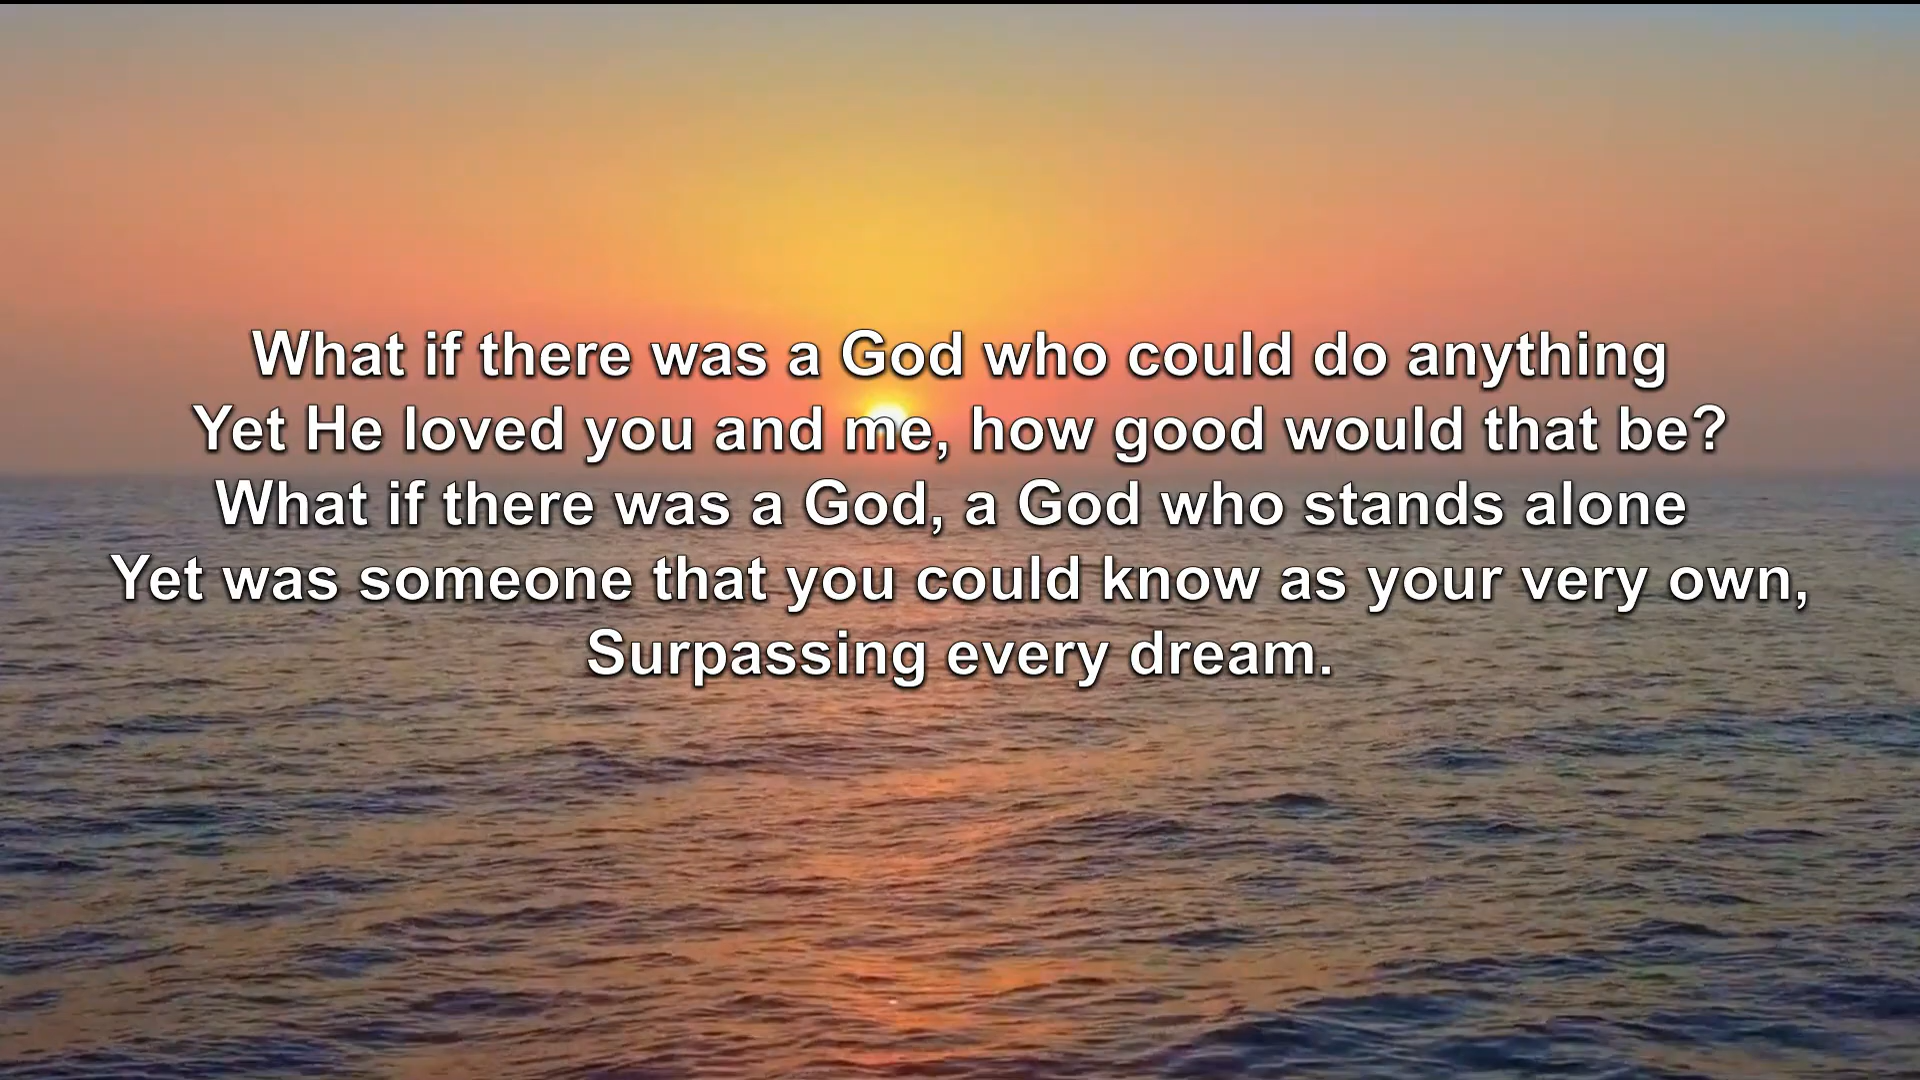 What if there was a God who could do anything
Yet He loved you and me, how good would that be?
What if there was a God, a God who stands alone
Yet was someone that you could know as your very own,
Surpassing every dream.